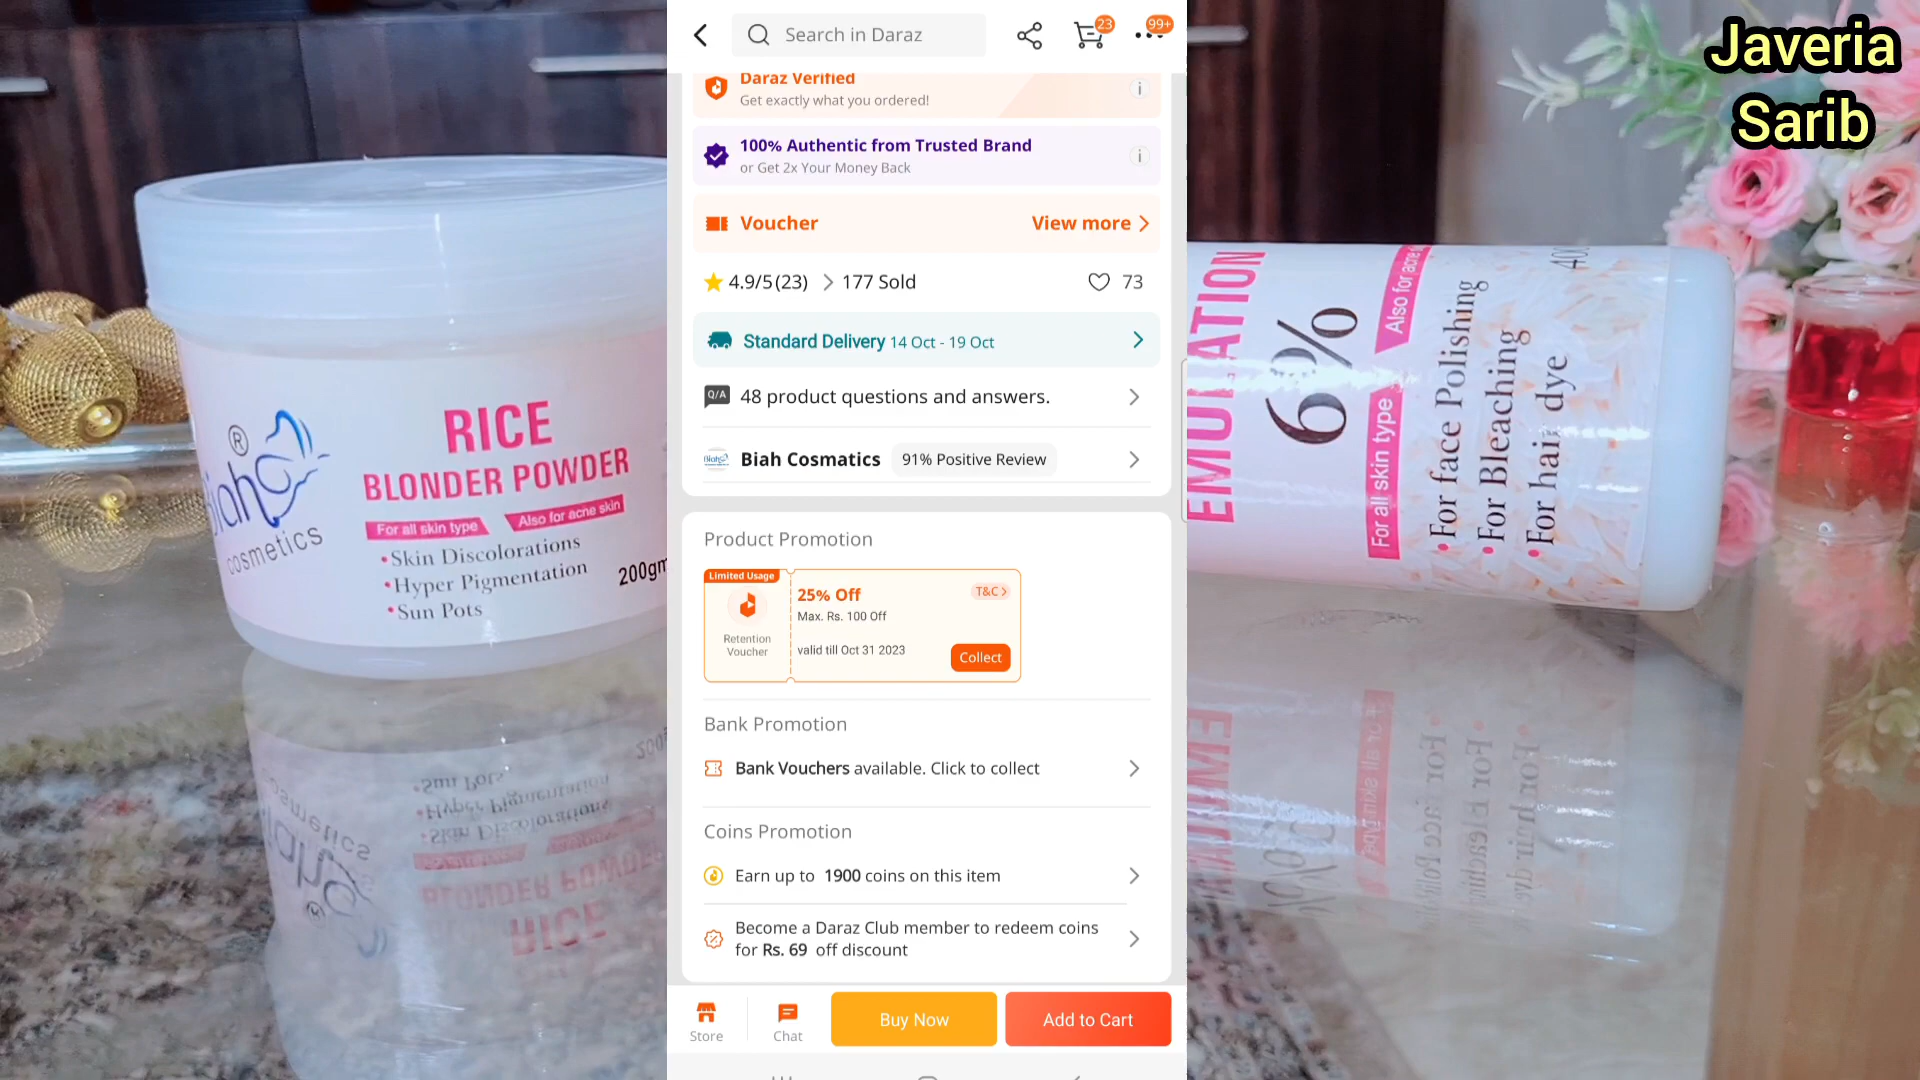 Javeria
Sarib
Biaho
®
cosmetics
RICE
BLONDER POWDER
For all skin type
Also for acne skin
•Skin Discolorations
•Hyper Pigmentation
•Sun Pots
200gm
Search in Daraz
23
99+
Daraz Verified
Get exactly what you ordered!
100% Authentic from Trusted Brand
or Get 2x Your Money Back
Voucher
View more
4.9/5(23)
177 Sold
73
Standard Delivery 14 Oct - 19 Oct
Q/A
48 product questions and answers.
Biah Cosmatics
91% Positive Review
Product Promotion
Limited Usage
Retention
Voucher
25% Off
T&C
Max. Rs. 100 Off
valid till Oct 31 2023
Collect
Bank Promotion
Bank Vouchers available. Click to collect
Coins Promotion
Earn up to 1900 coins on this item
Become a Daraz Club member to redeem coins
for Rs. 69 off discount
Store
Chat
Buy Now
Add to Cart
EMULATION
6%
For all skin type
Also for acne
•For face Polishing
•For Bleaching
•For hair dye